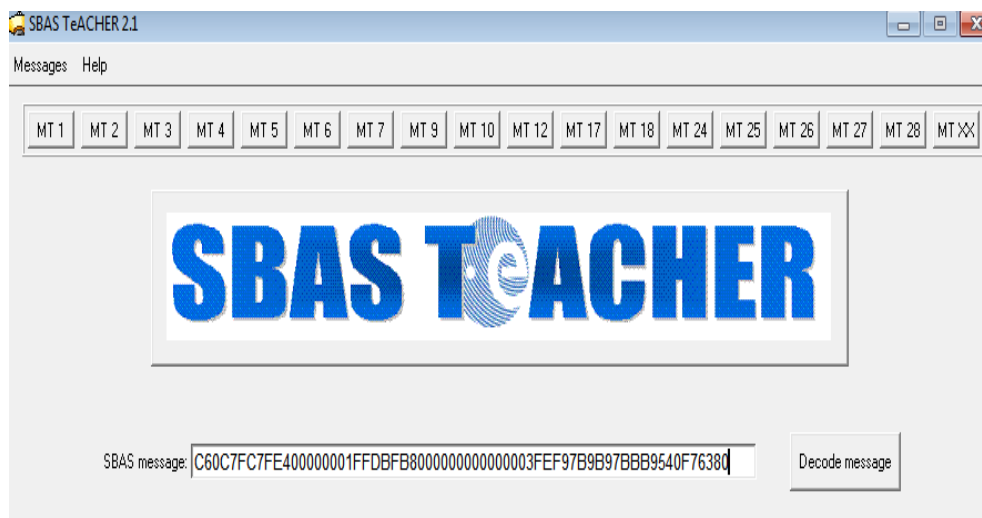 SBAS TeACHER 2.1
Messages Help
MT 1 MT 2 MT 3 MT 4 MT 5 MT 6 MT 7 MT 9 MT 10 MT 12 MT 17 MT 18 MT 24 MT 25 MT 26 MT 27 MT 28 MT XX
SBAS TeACHER
SBAS message: C60C7FC7FE400000001FFDBFB8000000000000003FEF97B9B97BBB9540F76380 Decode message